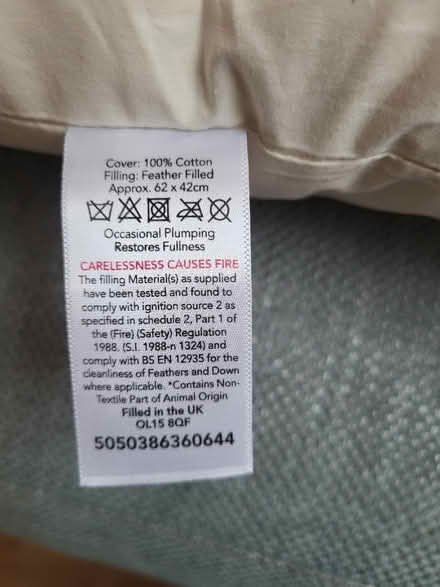 Cover: 100% Cotton
Filling: Feather Filled
Approx. 62 x 42cm
Occasional Plumping
Restores Fullness
CARELESSNESS CAUSES FIRE
The filling Material(s) as supplied
have been tested and found to
comply with ignition source 2 as
specified in schedule 2, Part 1 of
the (Fire) (Safety) Regulation
1988. (S.I. 1988-n 1324) and
comply with BS EN 12935 for the
cleanliness of Feathers and Down
where applicable. *Contains Non-
Textile Part of Animal Origin
Filled in the UK
OL15 8QF
5050386360644